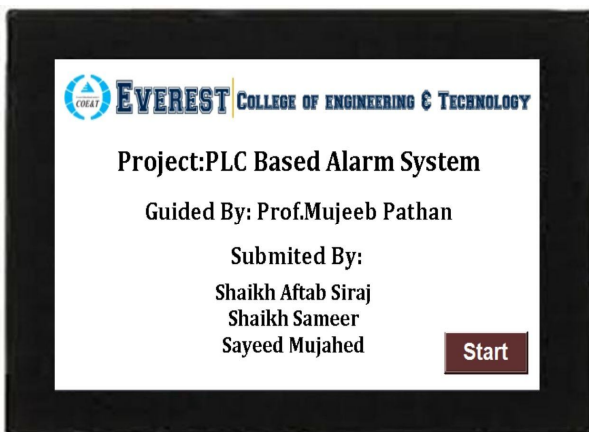 COE&T
EVEREST COLLEGE OF ENGINEERING & TECHNOLOGY
Project:PLC Based Alarm System
Guided By: Prof.Mujeeb Pathan
Submited By:
Shaikh Aftab Siraj
Shaikh Sameer
Sayeed Mujahed
Start